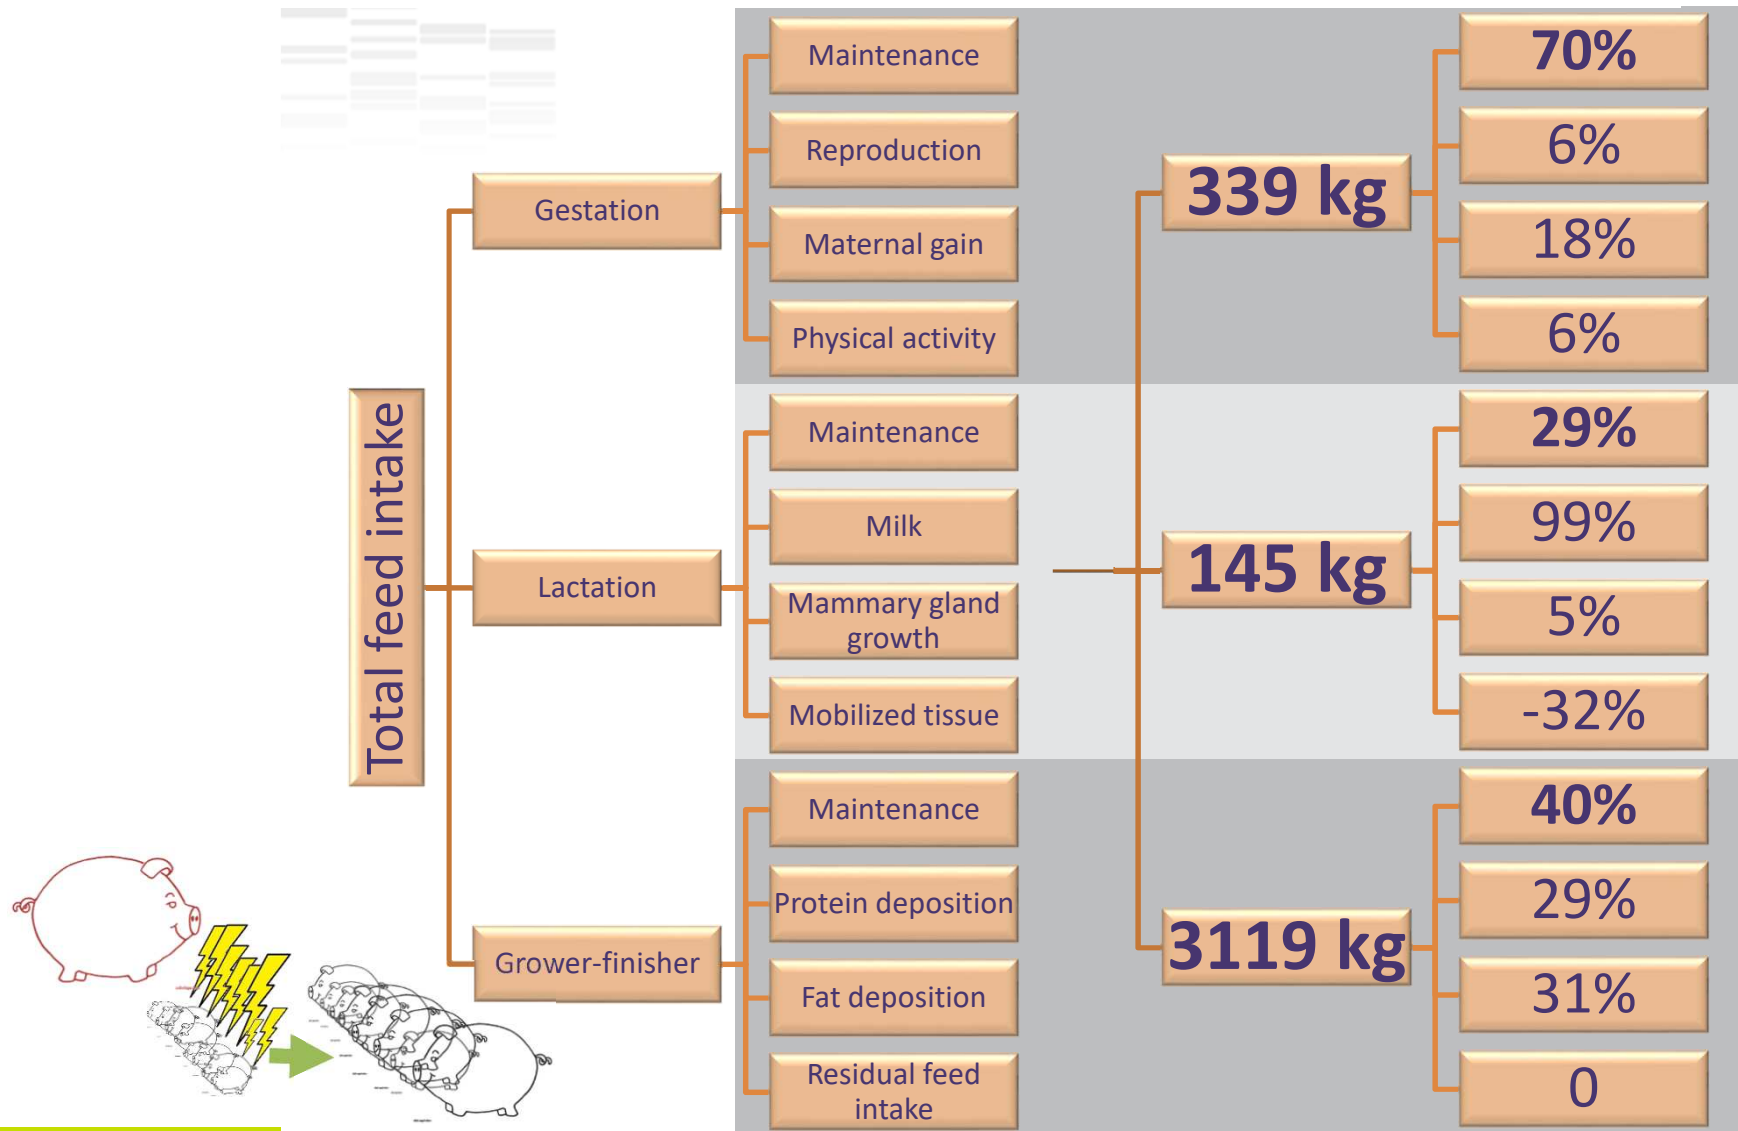 Total feed intake
Gestation
Maintenance
Reproduction
Maternal gain
Physical activity
339 kg
70%
6%
18%
6%
Lactation
Maintenance
Milk
Mammary gland
growth
Mobilized tissue
145 kg
29%
99%
5%
-32%
Grower-finisher
Maintenance
Protein deposition
Fat deposition
Residual feed
intake
3119 kg
40%
29%
31%
0